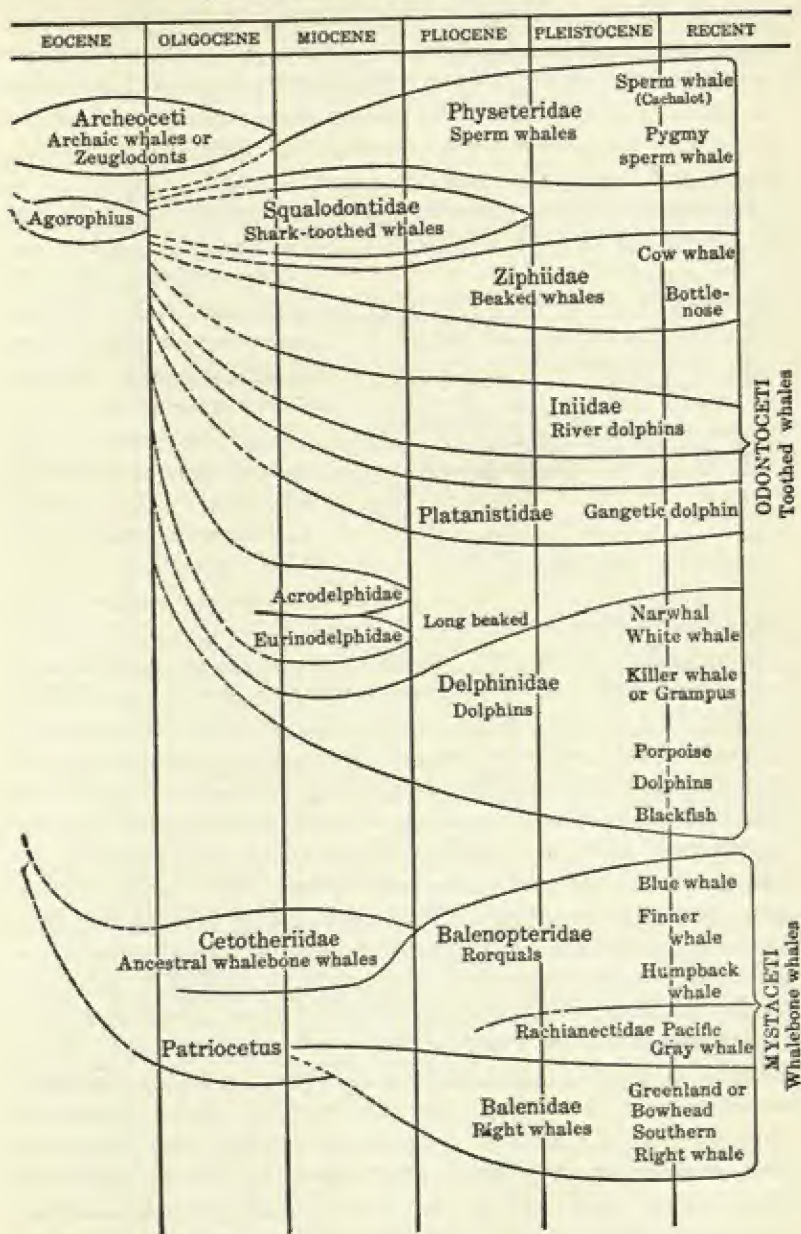 EOCENE OLIGOCENE MIOCENE PLIOCENE PLEISTOCENE RECENT
Archeoceti
Archaic whales or
Zeuglodonts
Physeteridae
Sperm whales
Sperm whale
(Cachalot)
Pygmy
sperm whale
Agorophius
Squalodontidae
Shark-toothed whales
Ziphiidae
Beaked whales
Cow whale
Bottle-
nose
Iniidae
River dolphins
Platanistidae
Gangetic dolphin
Acrodelphidae
Eurinodelphidae
Long beaked
Delphinidae
Dolphins
Narwhal
White whale
Killer whale
or Grampus
Porpoise
Dolphins
Blackfish
ODONTOCETI
Toothed whales
Cetotheriidae
Ancestral whalebone whales
Balenopteridae
Rorquals
Blue whale
Finner
whale
Humpback
whale
Rachianectidae Pacific
Gray whale
Patriocetus
Balenidae
Right whales
Greenland or
Bowhead
Southern
Right whale
MYSTACETI
Whalebone whales